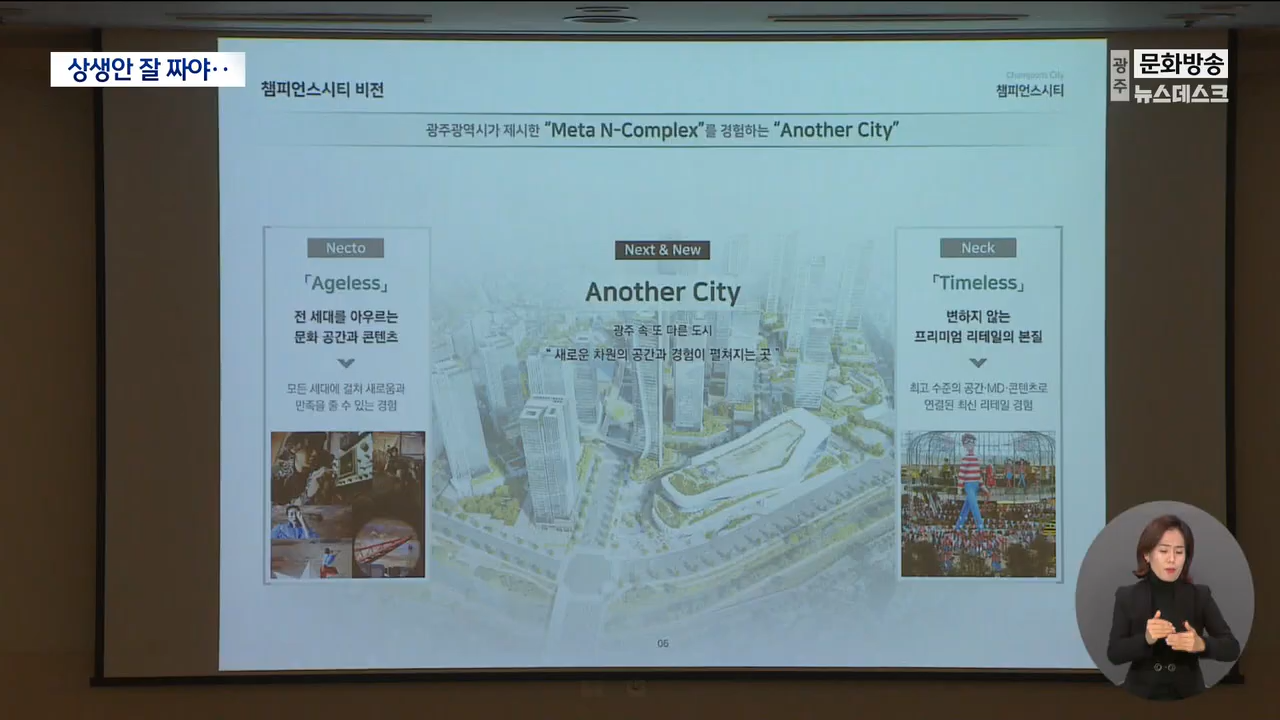 상생안 잘 짜야··
광주
문화방송
뉴스데스크
챔피언스시티 비전
Champions City
챔피언스시티
광주광역시가 제시한 “Meta N-Complex”를 경험하는 “Another City”
Necto
「Ageless」
전 세대를 아우르는
문화 공간과 콘텐츠
모든 세대에 걸쳐 새로움과
만족을 줄 수 있는 경험
Next & New
Another City
광주 속 또 다른 도시
“ 새로운 차원의 공간과 경험이 펼쳐지는 곳 ”
Neck
「Timeless」
변하지 않는
프리미엄 리테일의 본질
최고 수준의 공간·MD·콘텐츠로
연결된 최신 리테일 경험
06